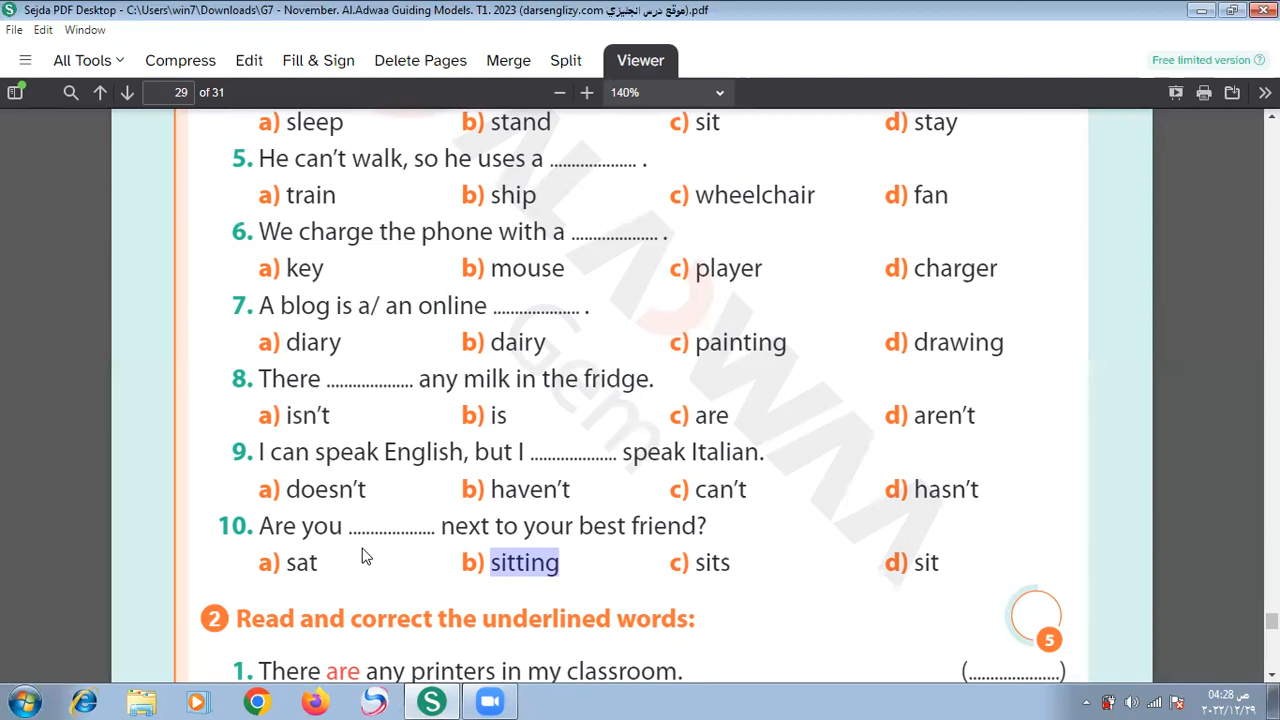 Sejda PDF Desktop - C:\Users\win7\Downloads\G7 - November. Al.Adwaa Guiding Models. T1. 2023 (darsenglizy.com موقع درس انجليزي).pdf
File Edit Window
All Tools Compress Edit Fill & Sign Delete Pages Merge Split Viewer Free limited version
29 of 31 140%
a) sleep b) stand c) sit d) stay
5. He can't walk, so he uses a .................... .
a) train b) ship c) wheelchair d) fan
6. We charge the phone with a .................... .
a) key b) mouse c) player d) charger
7. A blog is a/ an online .................... .
a) diary b) dairy c) painting d) drawing
8. There .................... any milk in the fridge.
a) isn't b) is c) are d) aren't
9. I can speak English, but I .................... speak Italian.
a) doesn't b) haven't c) can't d) hasn't
10. Are you .................... next to your best friend?
a) sat b) sitting c) sits d) sit
2 Read and correct the underlined words:
5
1. There are any printers in my classroom. (....................)
ALADWAA
Gem
04:28 ص
٢٠٢٢/١٢/٢٩